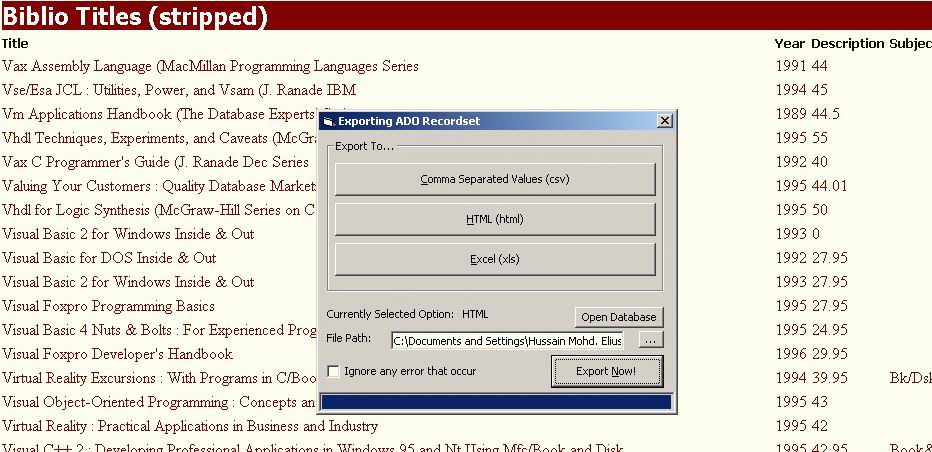 Biblio Titles (stripped)
Title Year Description Subjec
Vax Assembly Language (MacMillan Programming Languages Series 1991 44
Vse/Esa JCL : Utilities, Power, and Vsam (J. Ranade IBM 1994 45
Vm Applications Handbook (The Database Experts' 1989 44.5
Vhdl Techniques, Experiments, and Caveats (McGra 1995 55
Vax C Programmer's Guide (J. Ranade Dec Series 1992 40
Valuing Your Customers : Quality Database Market 1995 44.01
Vhdl for Logic Synthesis (McGraw-Hill Series on C 1995 50
Visual Basic 2 for Windows Inside & Out 1993 0
Visual Basic for DOS Inside & Out 1992 27.95
Visual Basic 2 for Windows Inside & Out 1993 27.95
Visual Foxpro Programming Basics 1995 27.95
Visual Basic 4 Nuts & Bolts : For Experienced Prog 1995 24.95
Visual Foxpro Developer's Handbook 1996 29.95
Virtual Reality Excursions : With Programs in C/Boo 1994 39.95 Bk/Dsk
Visual Object-Oriented Programming : Concepts an 1995 43
Virtual Reality : Practical Applications in Business and Industry 1995 42
Visual C++ 2 : Developing Professional Applications in Windows 95 and Nt Using Mfc/Book and Disk 1995 42.95 Book&
Exporting ADO Recordset
Export To...
Comma Separated Values (csv)
HTML (html)
Excel (xls)
Currently Selected Option: HTML
Open Database
File Path: C:\Documents and Settings\Hussain Mohd. Elius ...
Ignore any error that occur
Export Now!